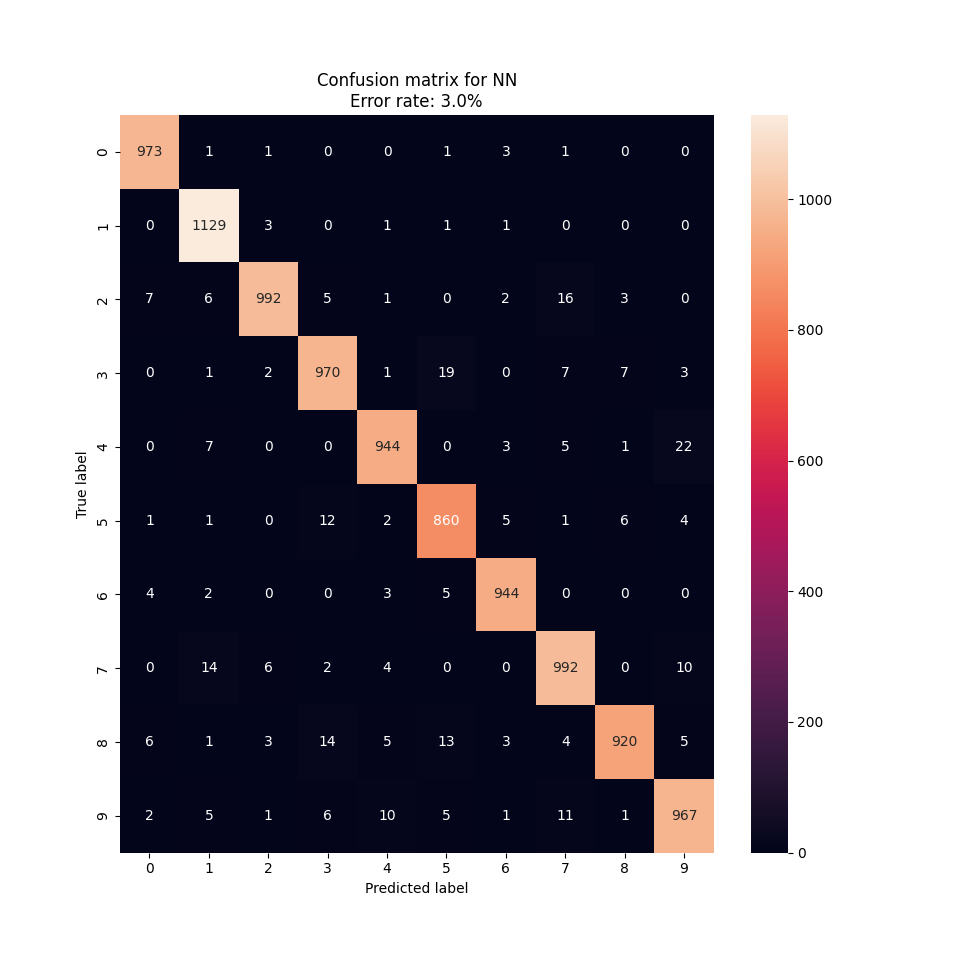 Confusion matrix for NN
Error rate: 3.0%
True label
0 973 1 1 0 0 1 3 1 0 0
1 0 1129 3 0 1 1 1 0 0 0
2 7 6 992 5 1 0 2 16 3 0
3 0 1 2 970 1 19 0 7 7 3
4 0 7 0 0 944 0 3 5 1 22
5 1 1 0 12 2 860 5 1 6 4
6 4 2 0 0 3 5 944 0 0 0
7 0 14 6 2 4 0 0 992 0 10
8 6 1 3 14 5 13 3 4 920 5
9 2 5 1 6 10 5 1 11 1 967
0 1 2 3 4 5 6 7 8 9
Predicted label
1000
800
600
400
200
0